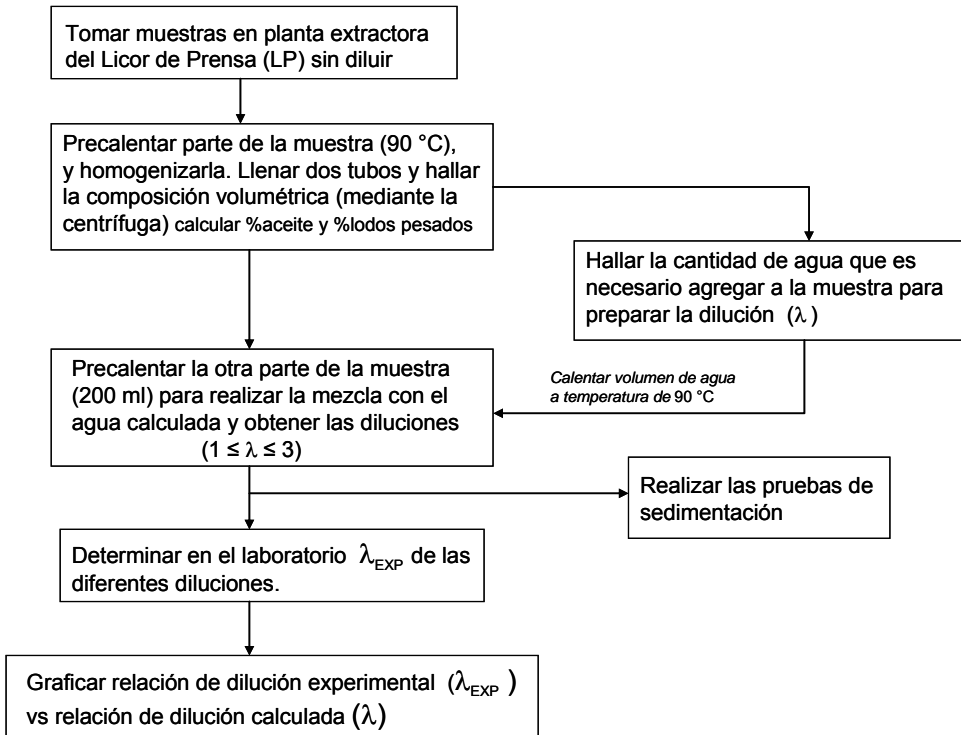 Tomar muestras en planta extractora
del Licor de Prensa (LP) sin diluir
Precalentar parte de la muestra (90 °C),
y homogenizarla. Llenar dos tubos y hallar
la composición volumétrica (mediante la
centrífuga) calcular %aceite y %lodos pesados
Hallar la cantidad de agua que es
necesario agregar a la muestra para
preparar la dilución (λ)
Precalentar la otra parte de la muestra
(200 ml) para realizar la mezcla con el
agua calculada y obtener las diluciones
(1 ≤ λ ≤ 3)
Calentar volumen de agua
a temperatura de 90 °C
Realizar las pruebas de
sedimentación
Determinar en el laboratorio λEXP de las
diferentes diluciones.
Graficar relación de dilución experimental (λEXP )
vs relación de dilución calculada (λ)